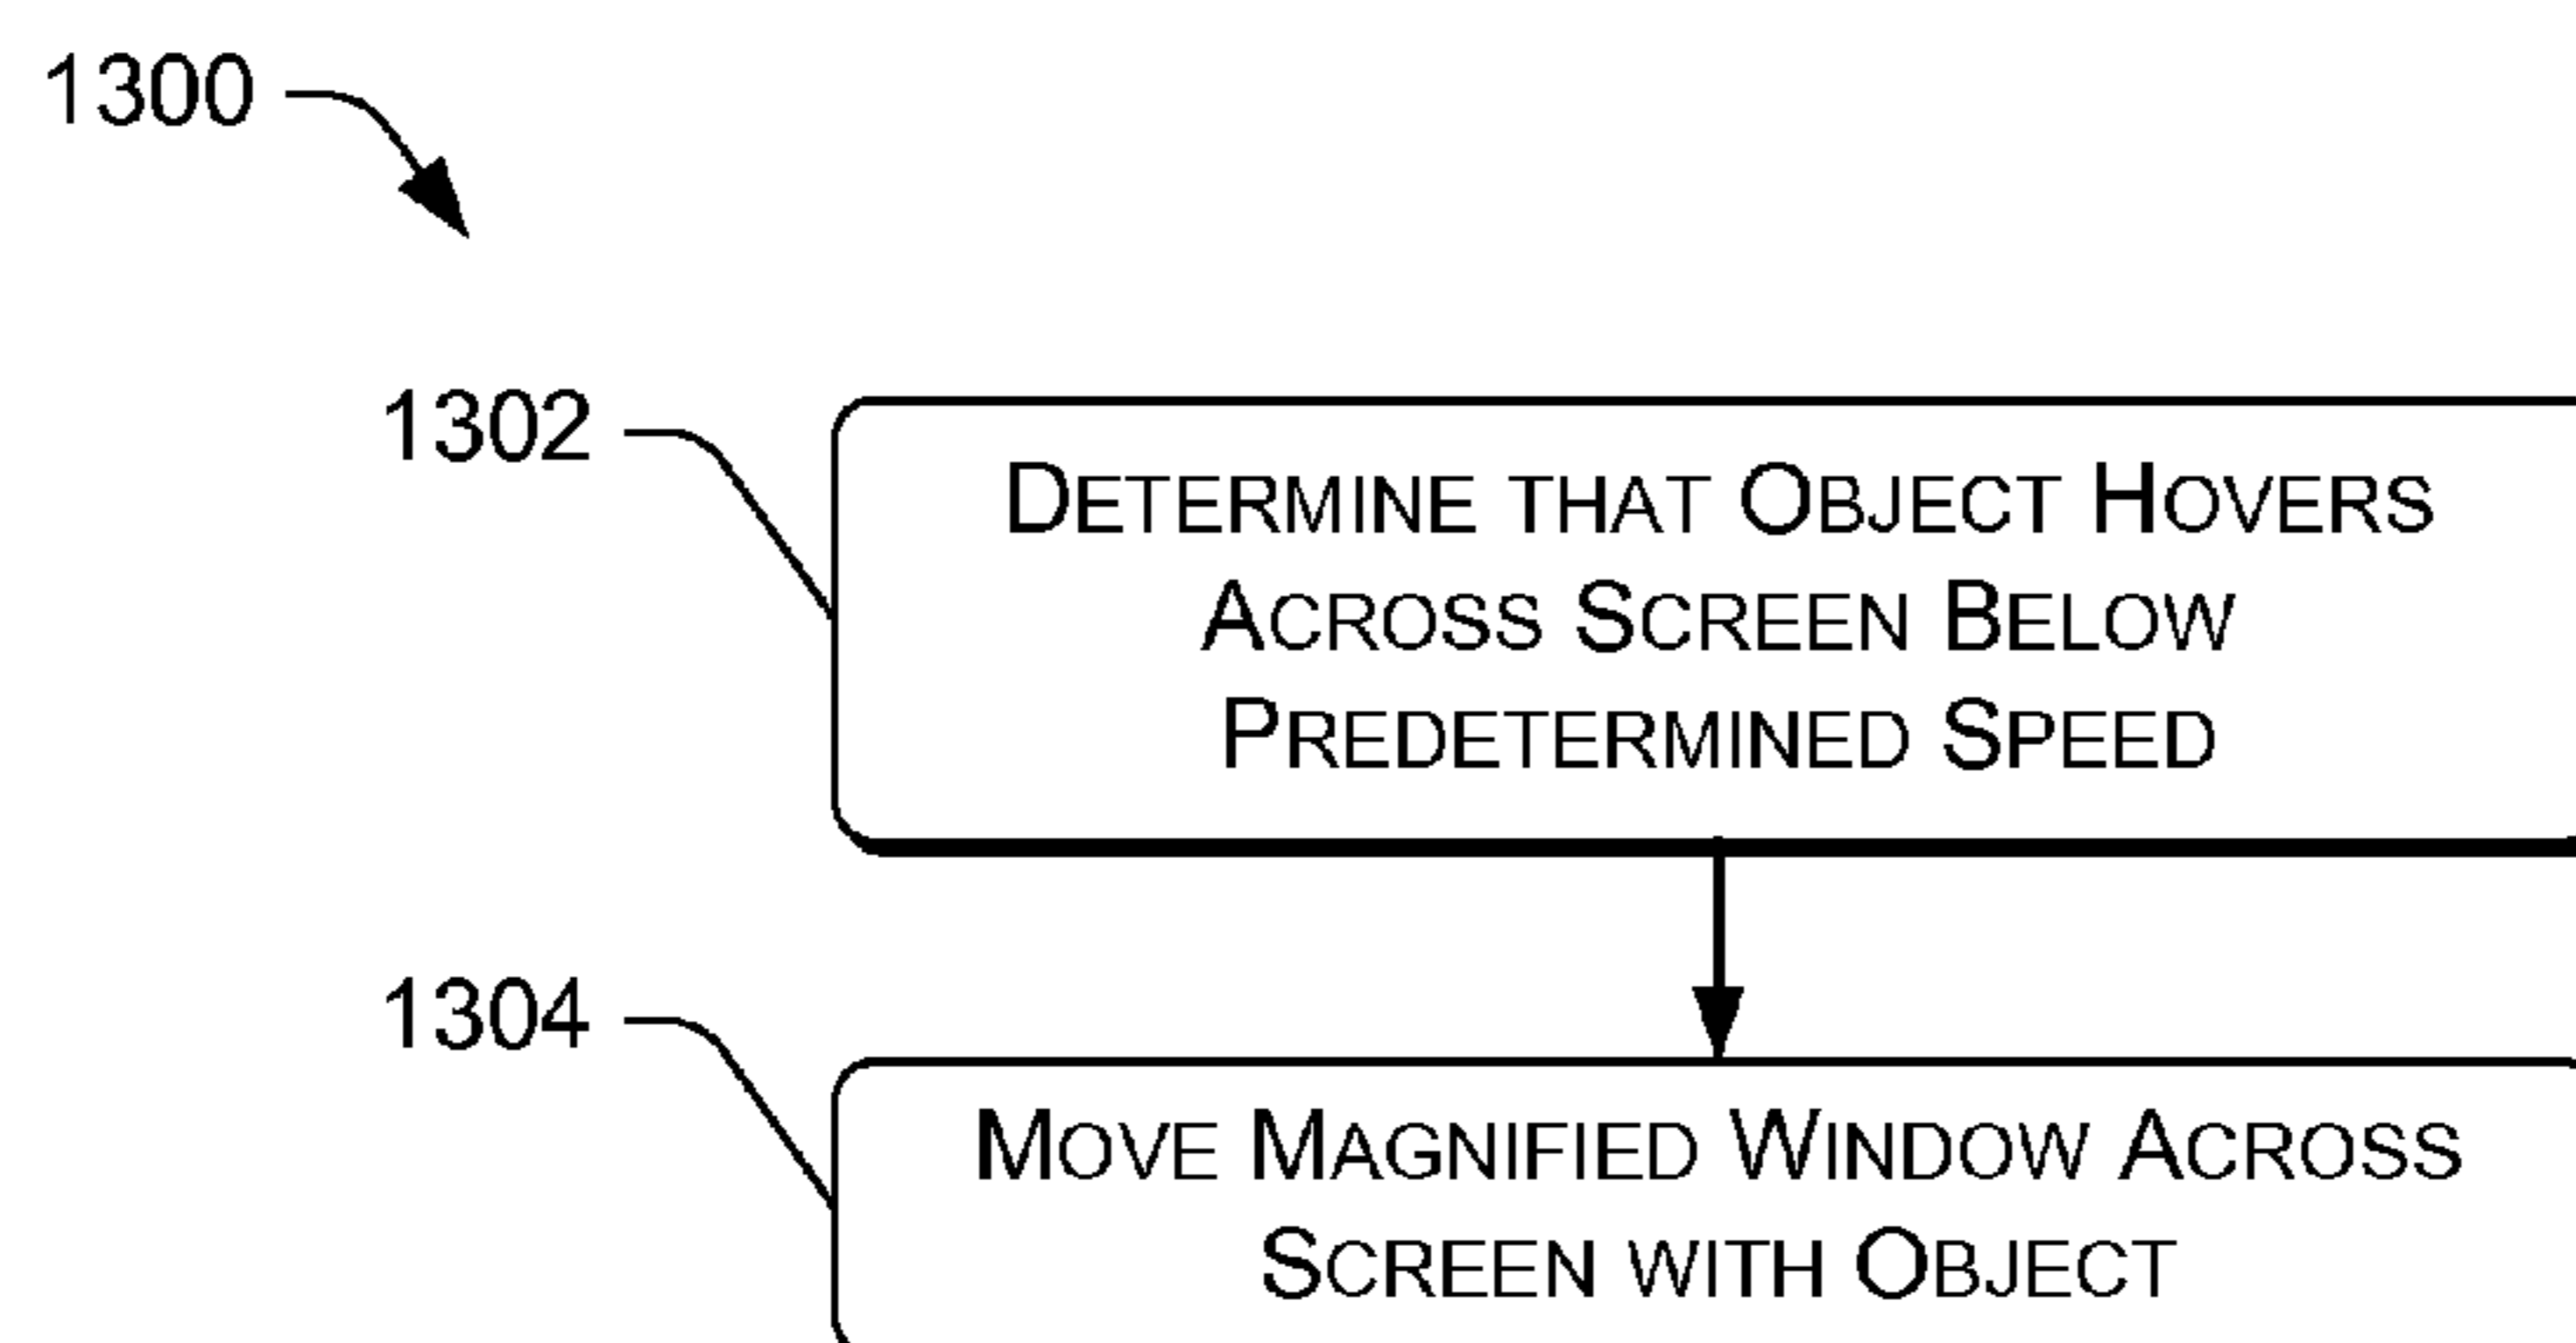 1300
1302
DETERMINE THAT OBJECT HOVERS
ACROSS SCREEN BELOW
PREDETERMINED SPEED
1304
MOVE MAGNIFIED WINDOW ACROSS
SCREEN WITH OBJECT